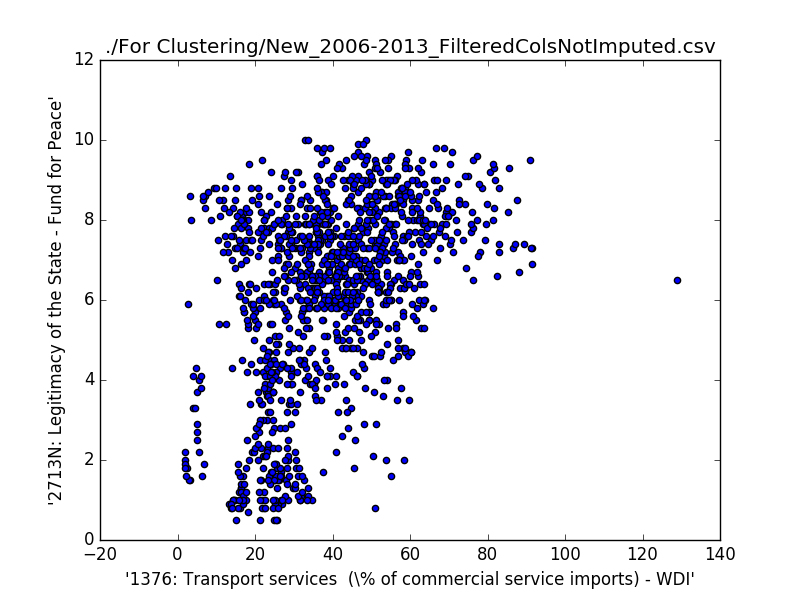 ./For Clustering/New_2006-2013_FilteredColsNotImputed.csv
12
10
8
6
4
2
0
'2713N: Legitimacy of the State - Fund for Peace'
−20 0 20 40 60 80 100 120 140
'1376: Transport services  (\% of commercial service imports) - WDI'